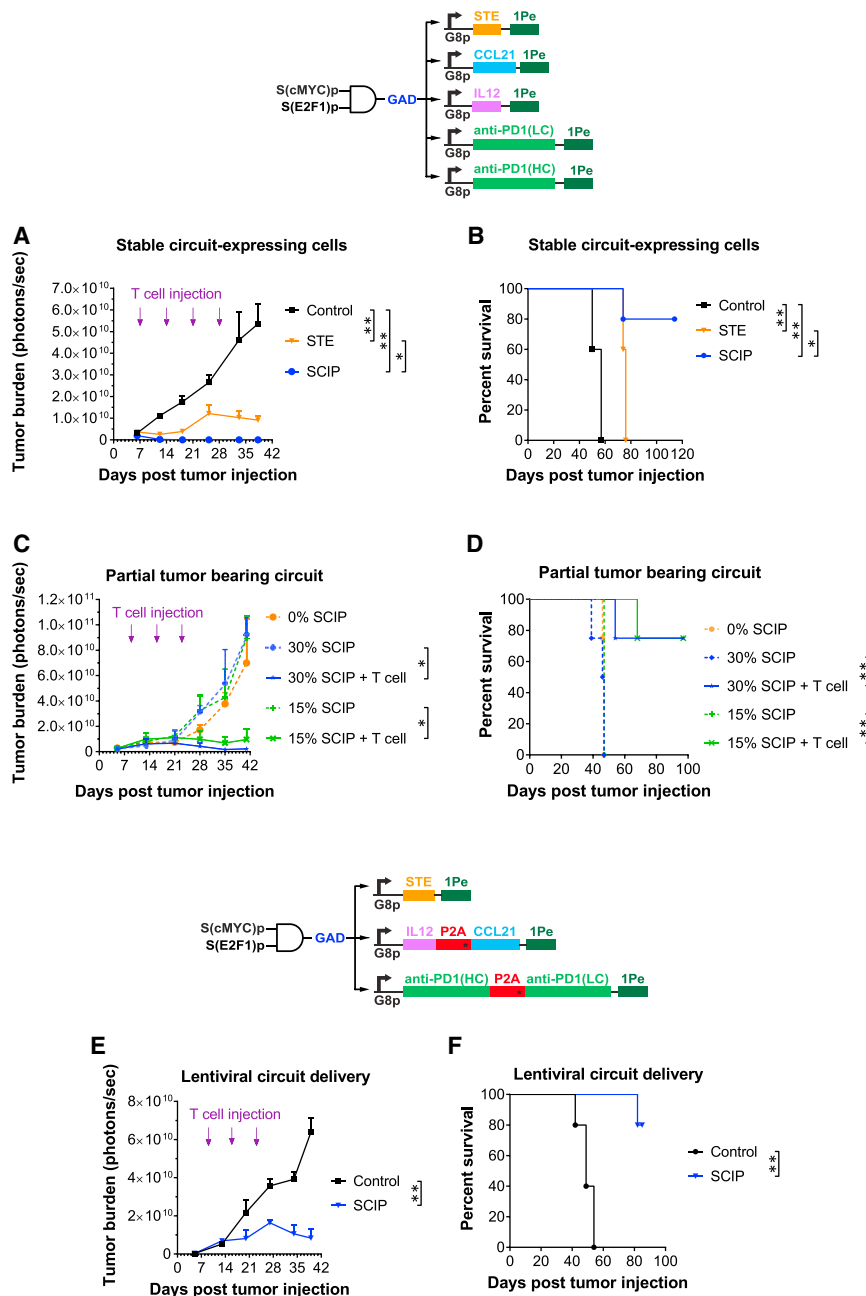 STE 1Pe
G8p
CCL21 1Pe
G8p
S(cMYC)p
S(E2F1)p
GAD
IL12 1Pe
G8p
anti-PD1(LC) 1Pe
G8p
anti-PD1(HC) 1Pe
G8p
A
Stable circuit-expressing cells
Tumor burden (photons/sec)
7.0×10¹⁰
6.0×10¹⁰
5.0×10¹⁰
4.0×10¹⁰
3.0×10¹⁰
2.0×10¹⁰
1.0×10¹⁰
0
T cell injection
Control
STE
SCIP
**
**
*
0 7 14 21 28 35 42
Days post tumor injection
B
Stable circuit-expressing cells
Percent survival
100
80
60
40
20
0
Control
STE
SCIP
**
**
*
0 20 40 60 80 100 120
Days post tumor injection
C
Partial tumor bearing circuit
Tumor burden (photons/sec)
1.2×10¹¹
1.0×10¹¹
8.0×10¹⁰
6.0×10¹⁰
4.0×10¹⁰
2.0×10¹⁰
0
T cell injection
0% SCIP
30% SCIP
30% SCIP + T cell
15% SCIP
15% SCIP + T cell
*
*
0 7 14 21 28 35 42
Days post tumor injection
D
Partial tumor bearing circuit
Percent survival
100
80
60
40
20
0
0% SCIP
30% SCIP
30% SCIP + T cell
15% SCIP
15% SCIP + T cell
0 20 40 60 80 100
Days post tumor injection
STE 1Pe
G8p
S(cMYC)p
S(E2F1)p
GAD
IL12 P2A CCL21 1Pe
*
G8p
anti-PD1(HC) P2A anti-PD1(LC) 1Pe
*
G8p
E
Lentiviral circuit delivery
Tumor burden (photons/sec)
8×10¹⁰
6×10¹⁰
4×10¹⁰
2×10¹⁰
0
T cell injection
Control
SCIP
**
0 7 14 21 28 35 42
Days post tumor injection
F
Lentiviral circuit delivery
Percent survival
100
80
60
40
20
0
Control
SCIP
**
0 20 40 60 80 100 120
Days post tumor injection